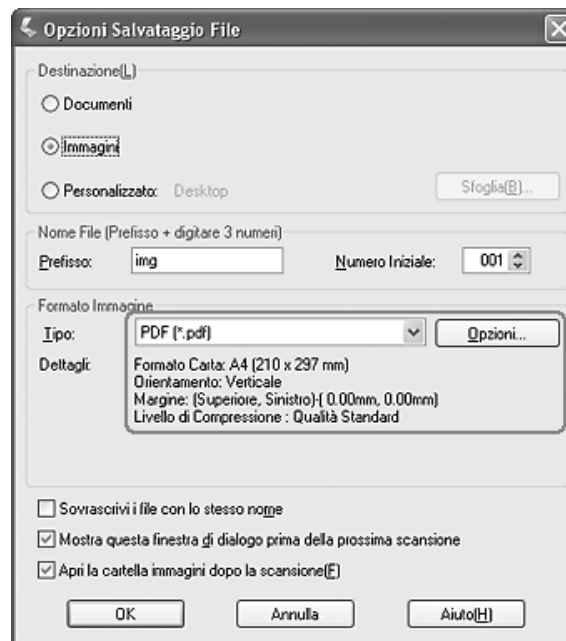 Opzioni Salvataggio File
Destinazione(L)
Documenti
Immagini
Personalizzato: Desktop Sfoglia(B)...
Nome File (Prefisso + digitare 3 numeri)
Prefisso: img Numero Iniziale: 001
Formato Immagine
Tipo: PDF (*.pdf) Opzioni...
Dettagli: Formato Carta: A4 (210 x 297 mm)
Orientamento: Verticale
Margine: (Superiore, Sinistro)-( 0.00mm, 0.00mm)
Livello di Compressione : Qualità Standard
Sovrascrivi i file con lo stesso nome
Mostra questa finestra di dialogo prima della prossima scansione
Apri la cartella immagini dopo la scansione(F)
OK Annulla Aiuto(H)